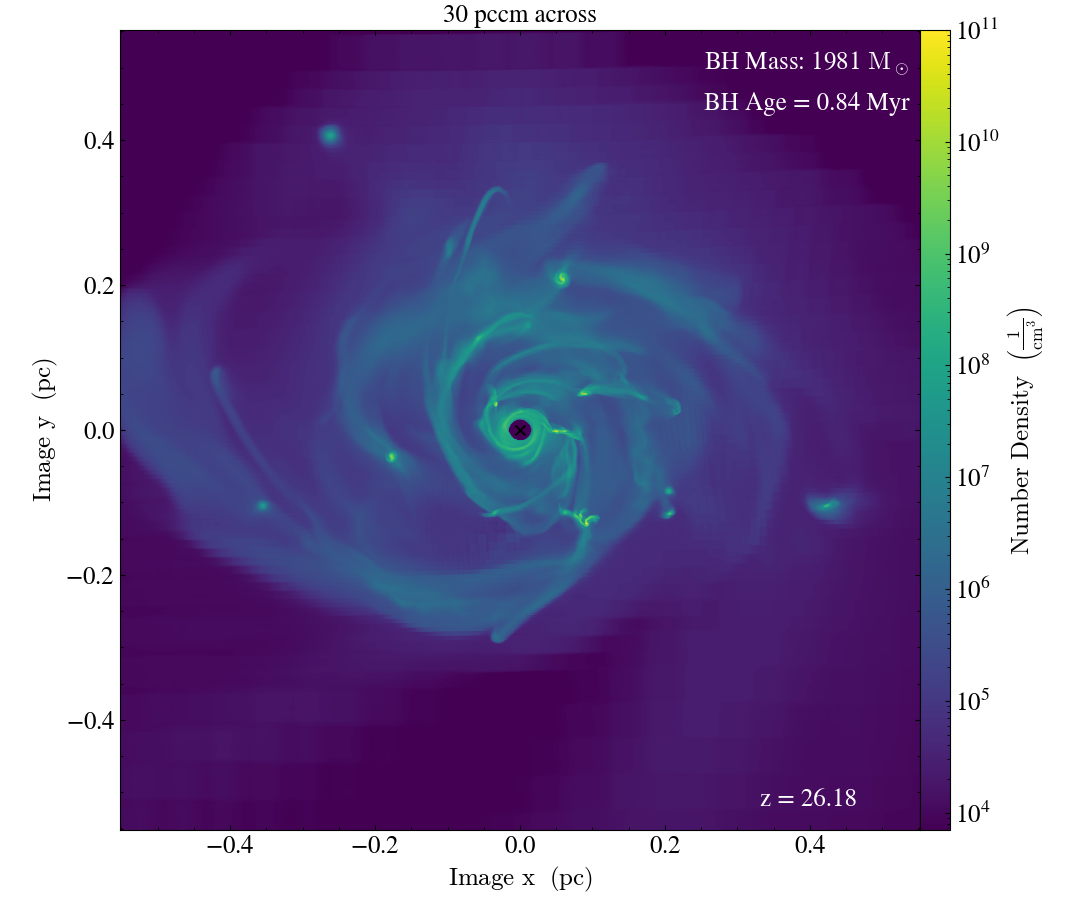 30 pccm across
BH Mass: 1981 M⊙
BH Age = 0.84 Myr
z = 26.18
Image y (pc)
0.4
0.2
0.0
−0.2
−0.4
−0.4 −0.2 0.0 0.2 0.4
Image x (pc)
10¹¹
10¹⁰
10⁹
10⁸
10⁷
10⁶
10⁵
10⁴
Number Density (1/cm³)